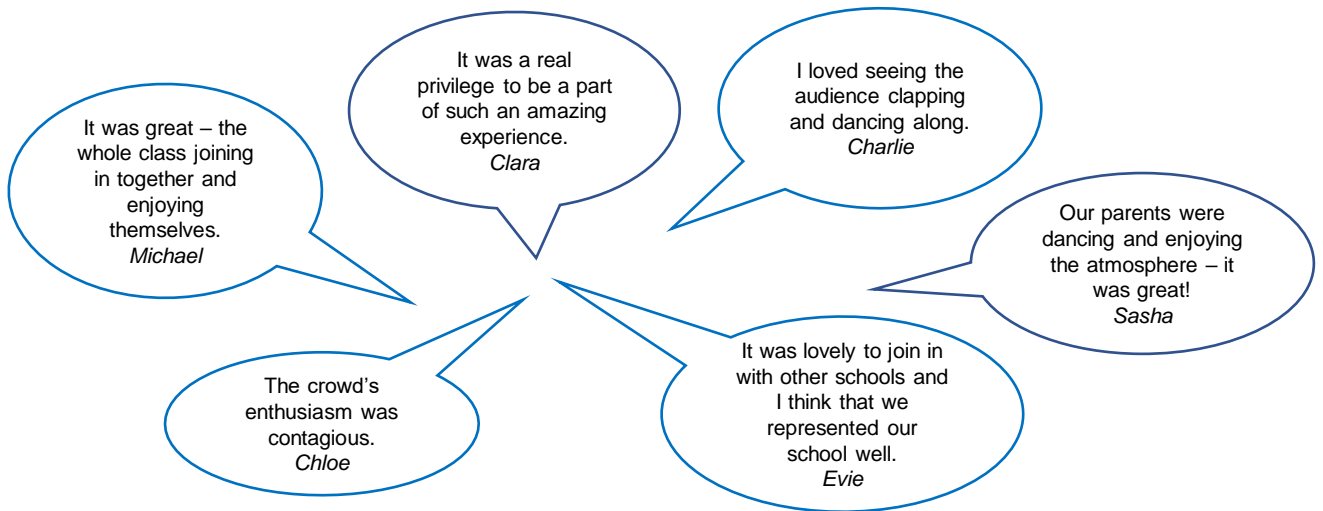 It was great – the
whole class joining
in together and
enjoying
themselves.
Michael
It was a real
privilege to be a part
of such an amazing
experience.
Clara
I loved seeing the
audience clapping
and dancing along.
Charlie
Our parents were
dancing and enjoying
the atmosphere – it
was great!
Sasha
The crowd's
enthusiasm was
contagious.
Chloe
It was lovely to join in
with other schools and
I think that we
represented our
school well.
Evie